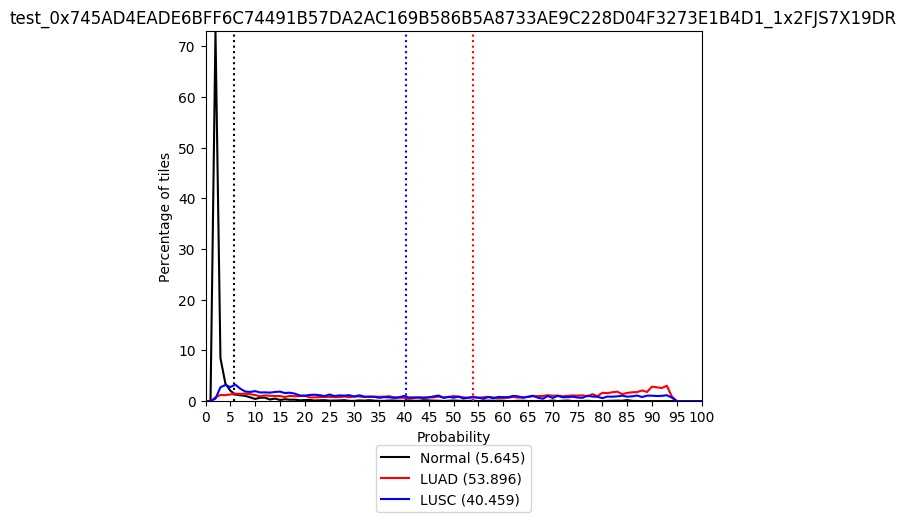 test_0x745AD4EADE6BFF6C74491B57DA2AC169B586B5A8733AE9C228D04F3273E1B4D1_1x2FJS7X19DR
Percentage of tiles
70
60
50
40
30
20
10
0
0 5 10 15 20 25 30 35 40 45 50 55 60 65 70 75 80 85 90 95 100
Probability
Normal (5.645)
LUAD (53.896)
LUSC (40.459)